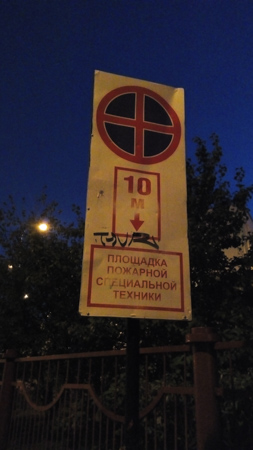 10
М
ПЛОЩАДКА
ПОЖАРНОЙ
СПЕЦИАЛЬНОЙ
ТЕХНИКИ